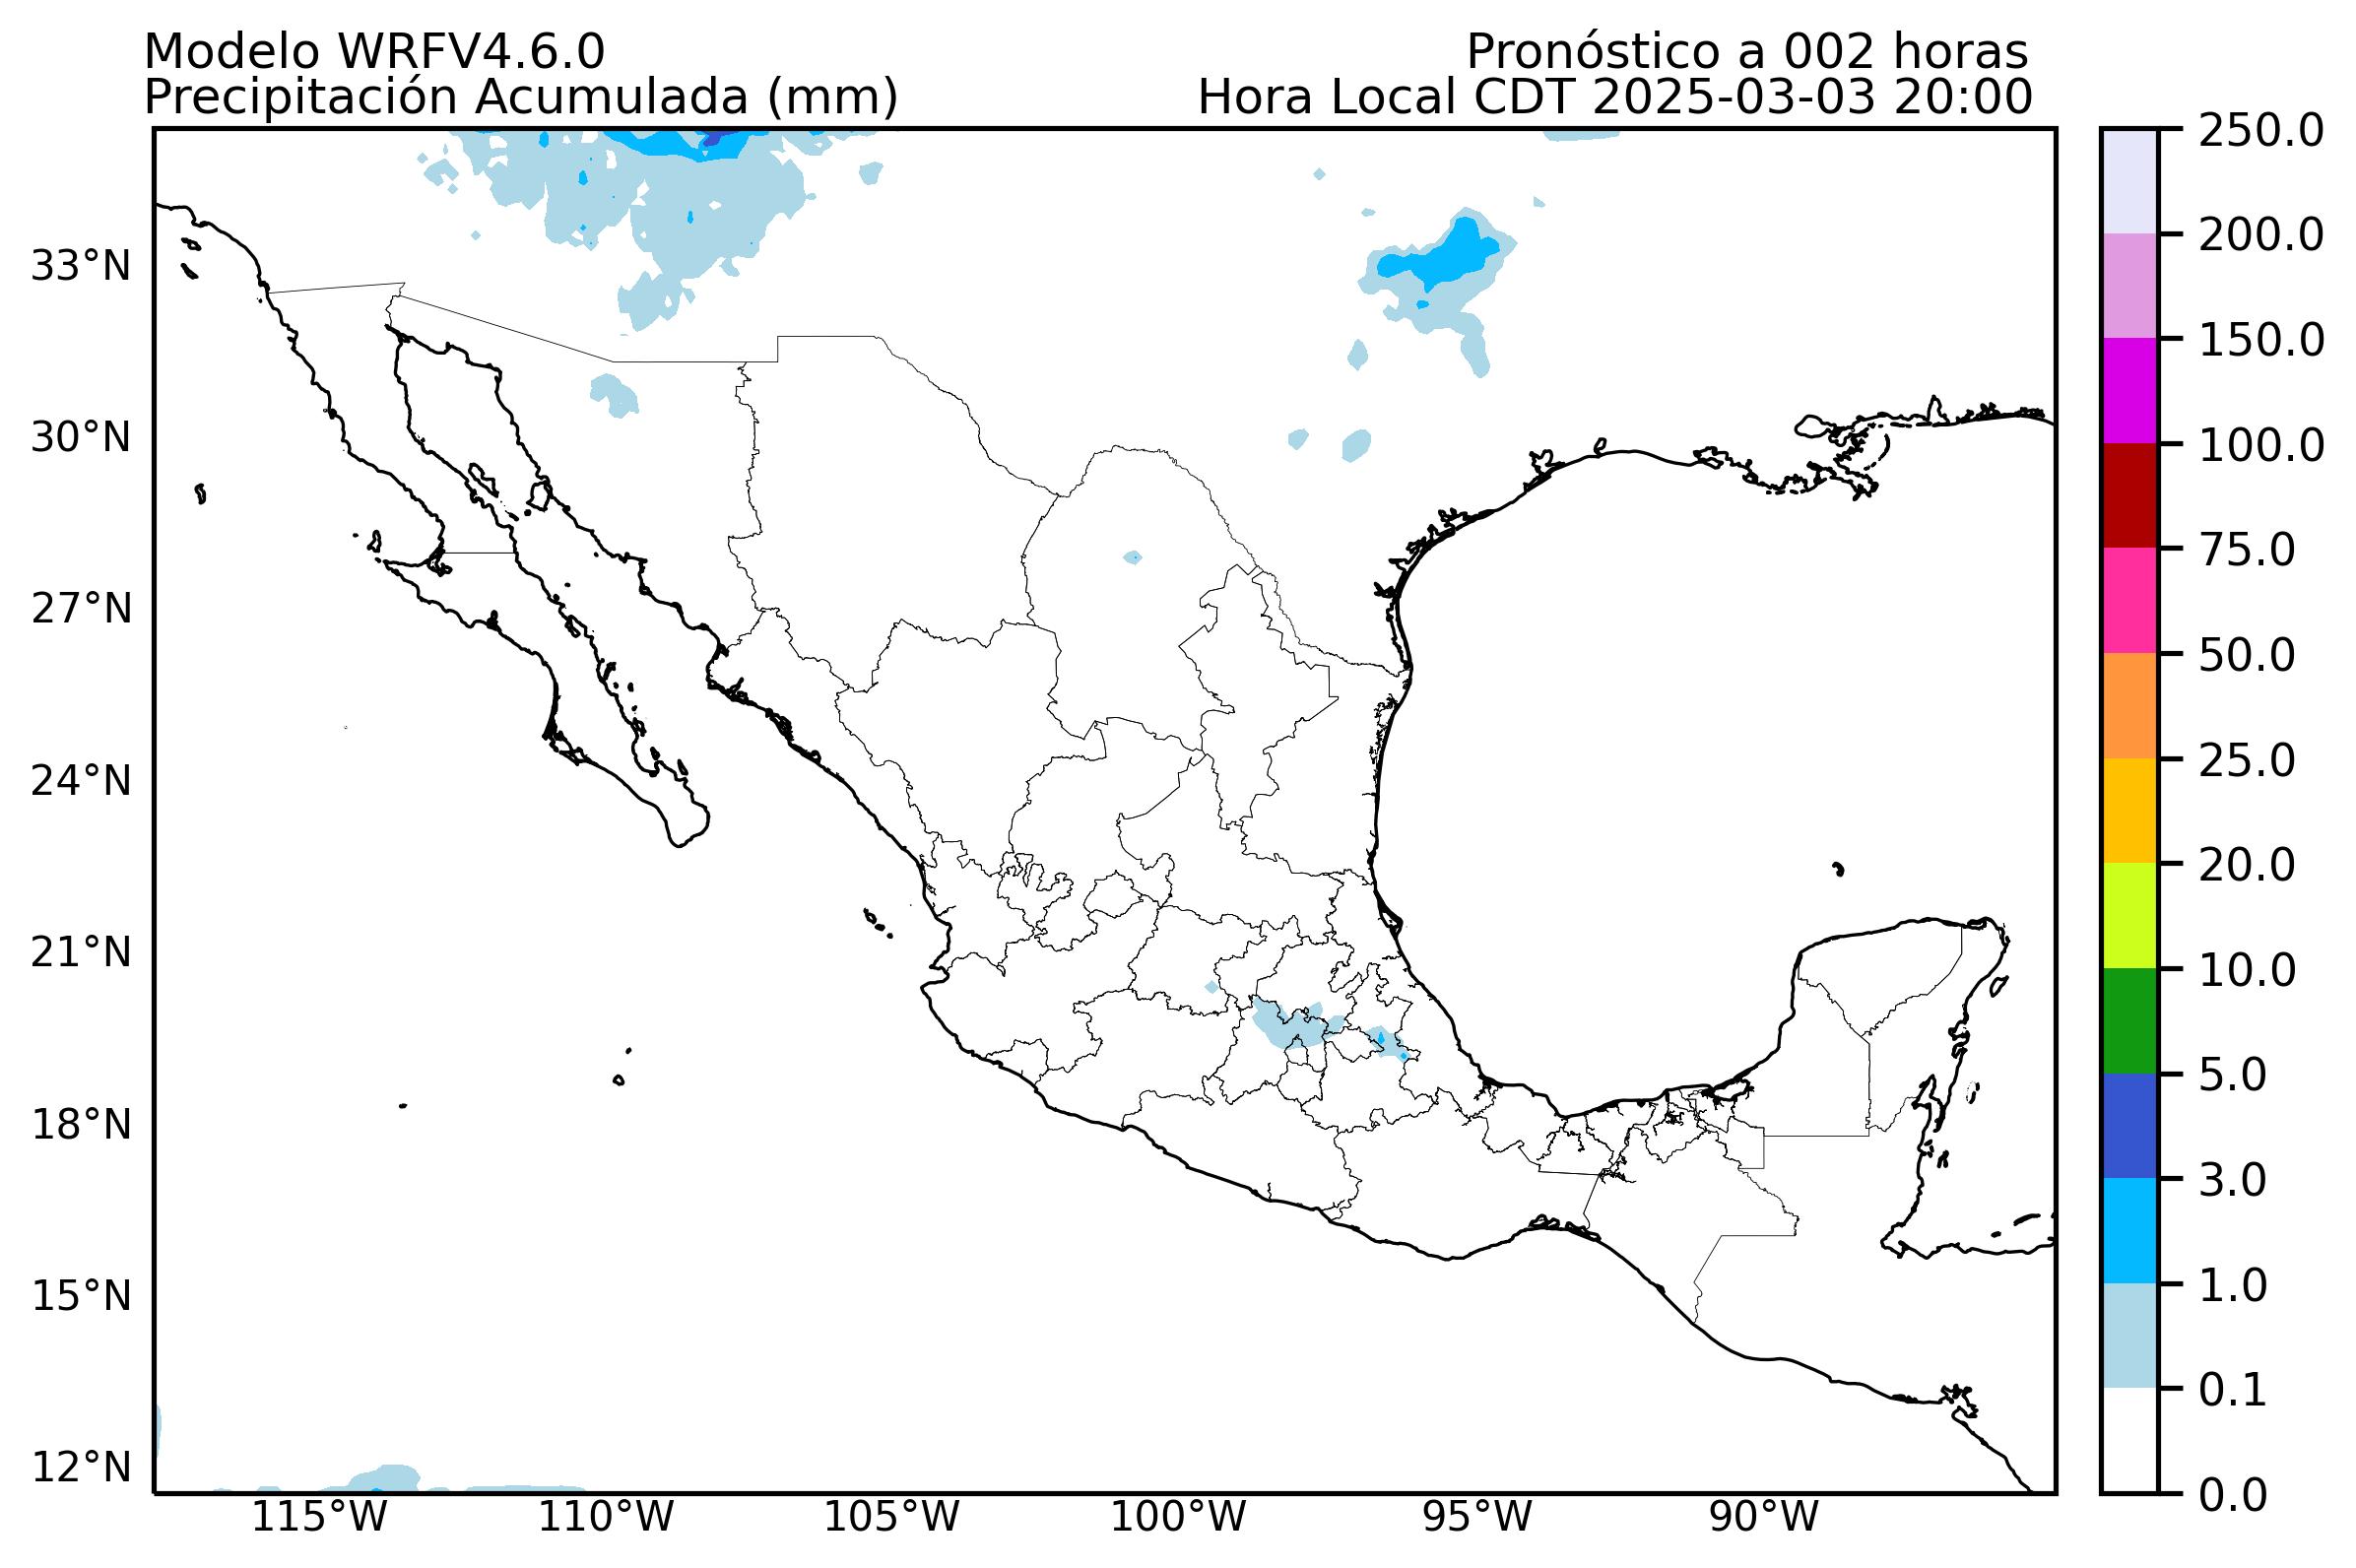 Modelo WRFV4.6.0
Pronóstico a 002 horas
Precipitación Acumulada (mm)
Hora Local CDT 2025-03-03 20:00
33°N
30°N
27°N
24°N
21°N
18°N
15°N
12°N
115°W
110°W
105°W
100°W
95°W
90°W
250.0
200.0
150.0
100.0
75.0
50.0
25.0
20.0
10.0
5.0
3.0
1.0
0.1
0.0